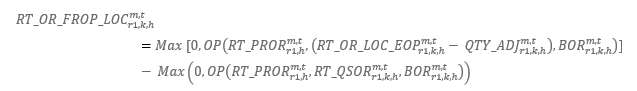 RT_OR_FROP_LOC^{m,t}_{r1,k,h}
= Max [0, OP(RT_PROR^{m,t}_{r1,h}, (RT_OR_LOC_EOP^{m,t}_{r1,k,h} − QTY_ADJ^{m,t}_{r1,k,h}), BOR^{m,t}_{r1,k,h})]
− Max (0, OP(RT_PROR^{m,t}_{r1,h}, RT_QSOR^{m,t}_{r1,k,h}, BOR^{m,t}_{r1,k,h}))